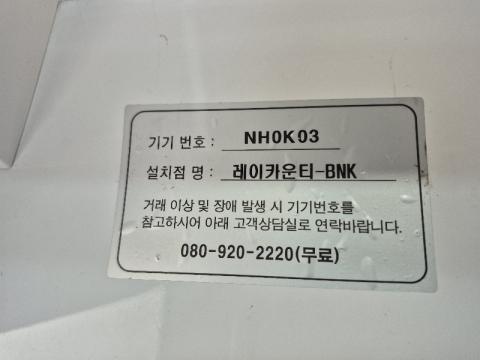 기기 번호 : NH0K03
설치점 명 : 레이카운티-BNK
거래 이상 및 장애 발생 시 기기번호를
참고하시어 아래 고객상담실로 연락바랍니다.
080-920-2220(무료)